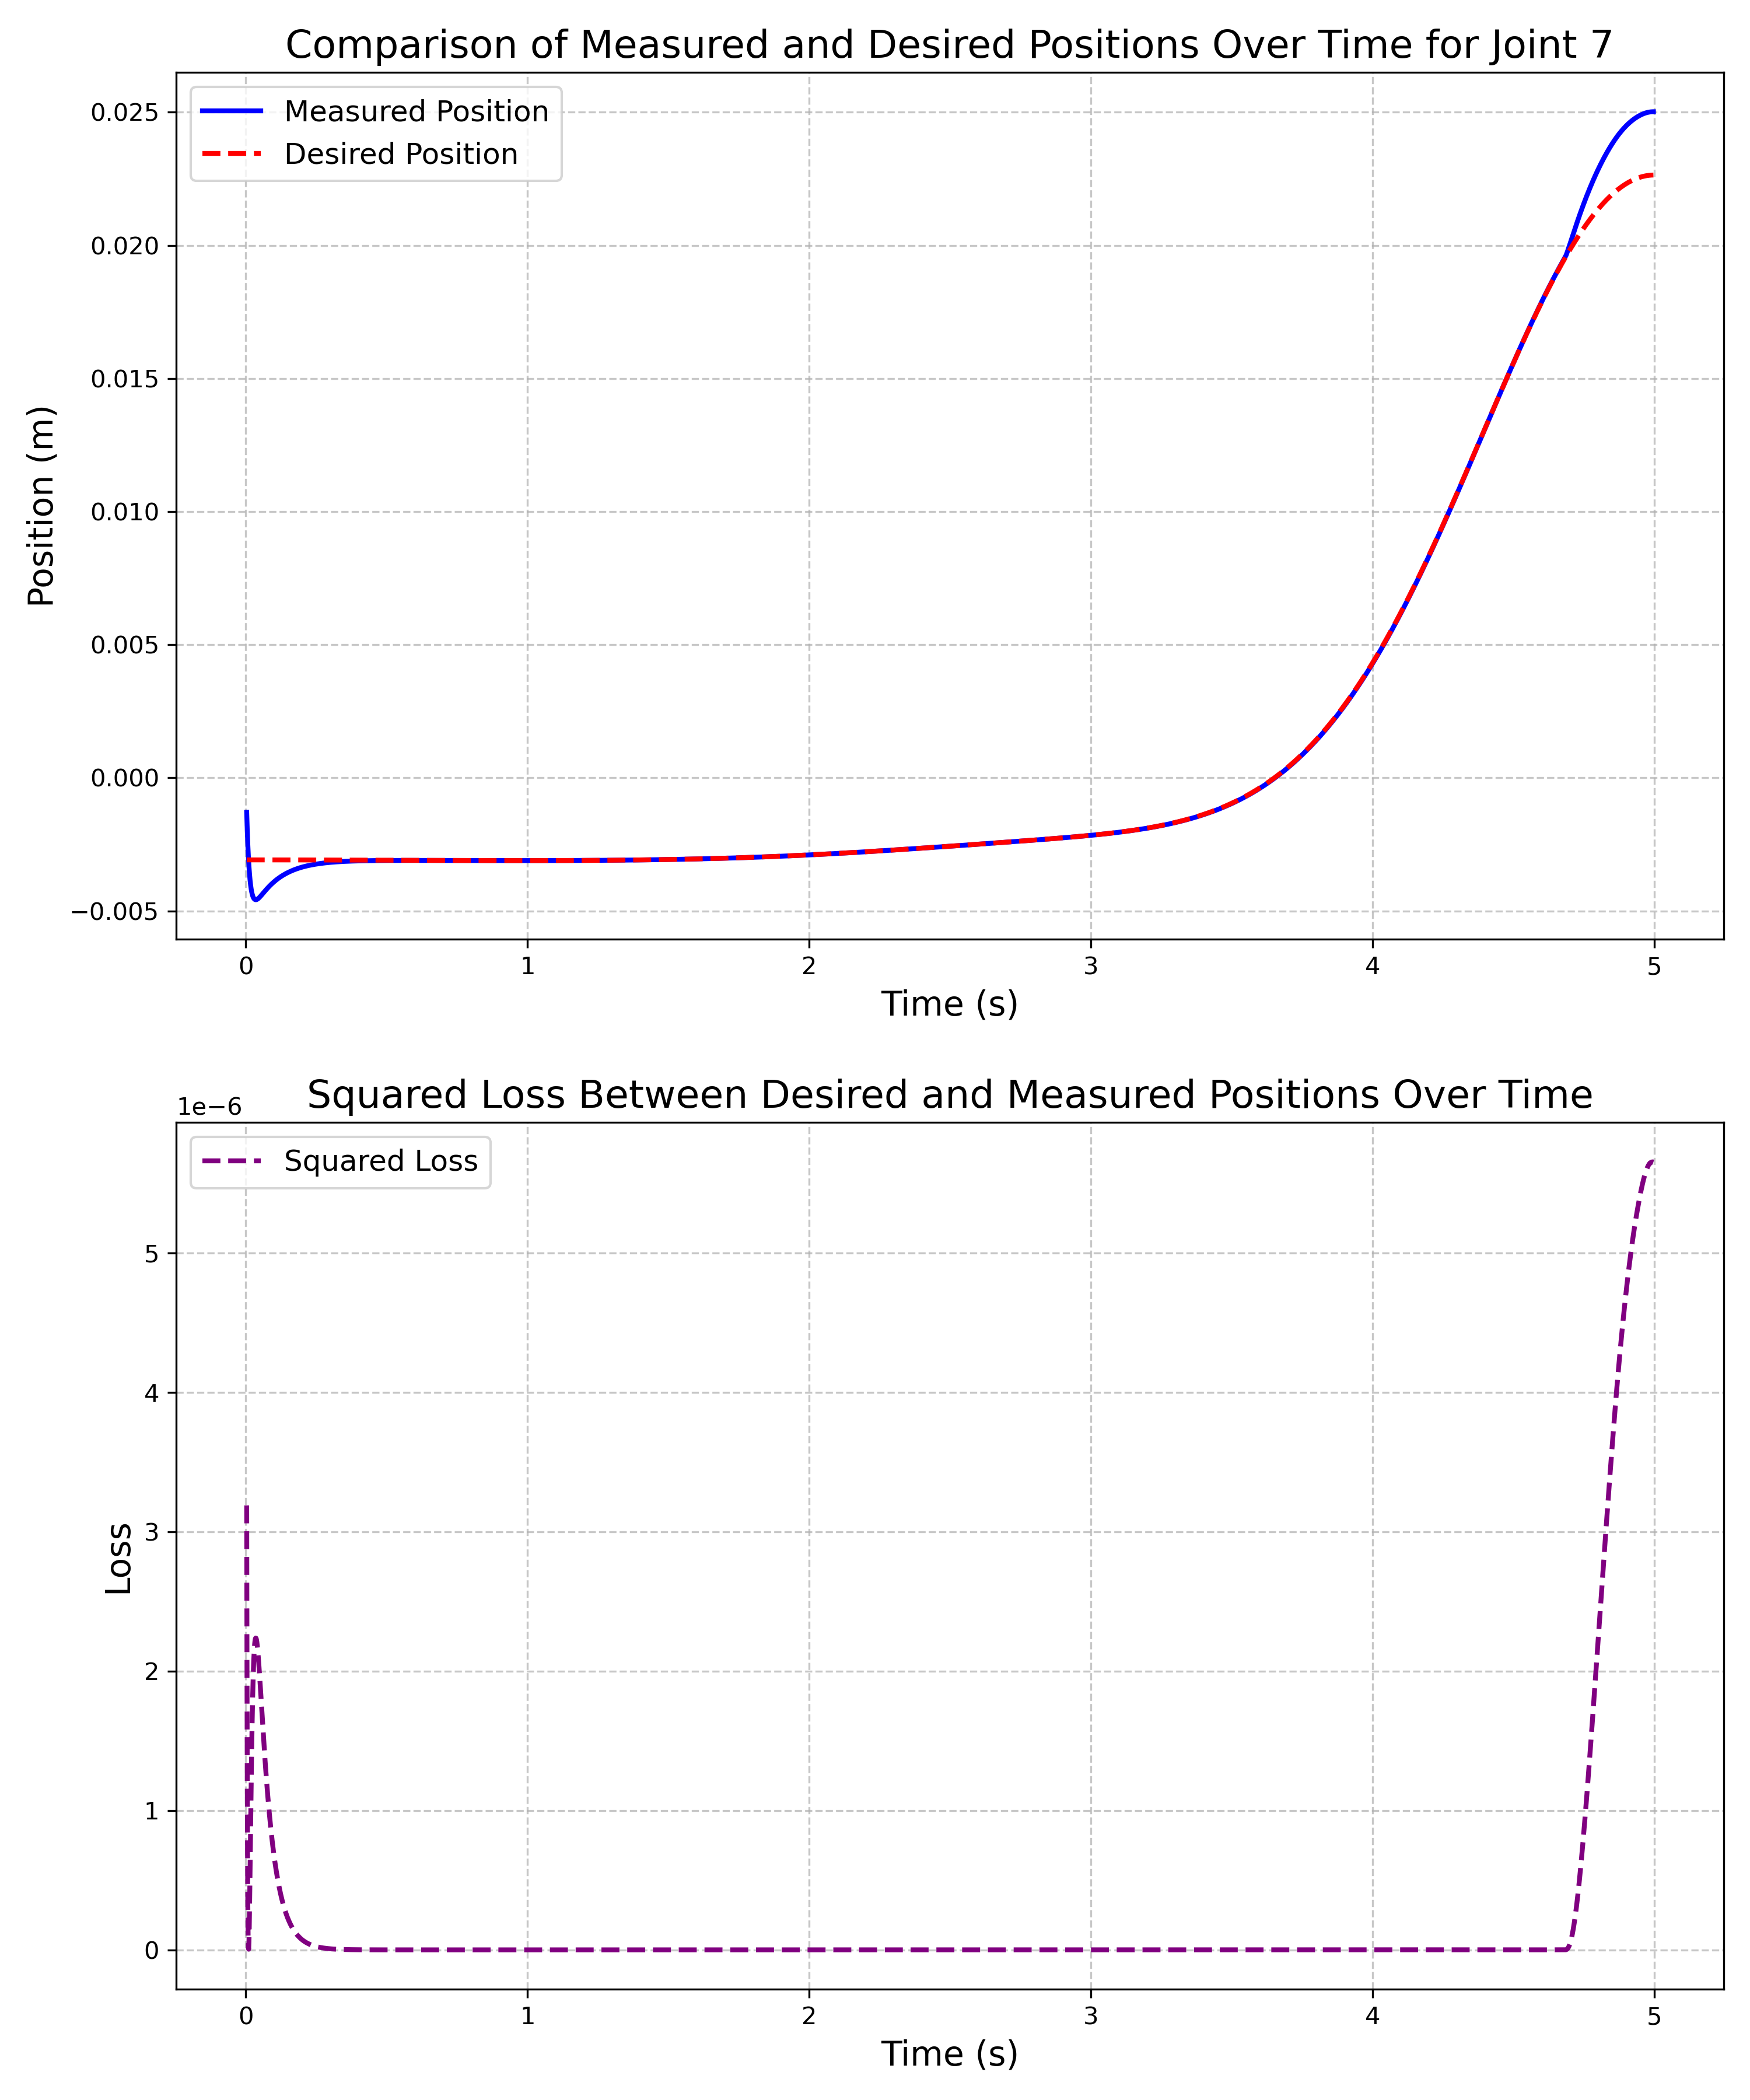 Comparison of Measured and Desired Positions Over Time for Joint 7
Measured Position
Desired Position
Position (m)
0.025
0.020
0.015
0.010
0.005
0.000
−0.005
0 1 2 3 4 5
Time (s)
Squared Loss Between Desired and Measured Positions Over Time
1e−6
Squared Loss
Loss
5
4
3
2
1
0
0 1 2 3 4 5
Time (s)